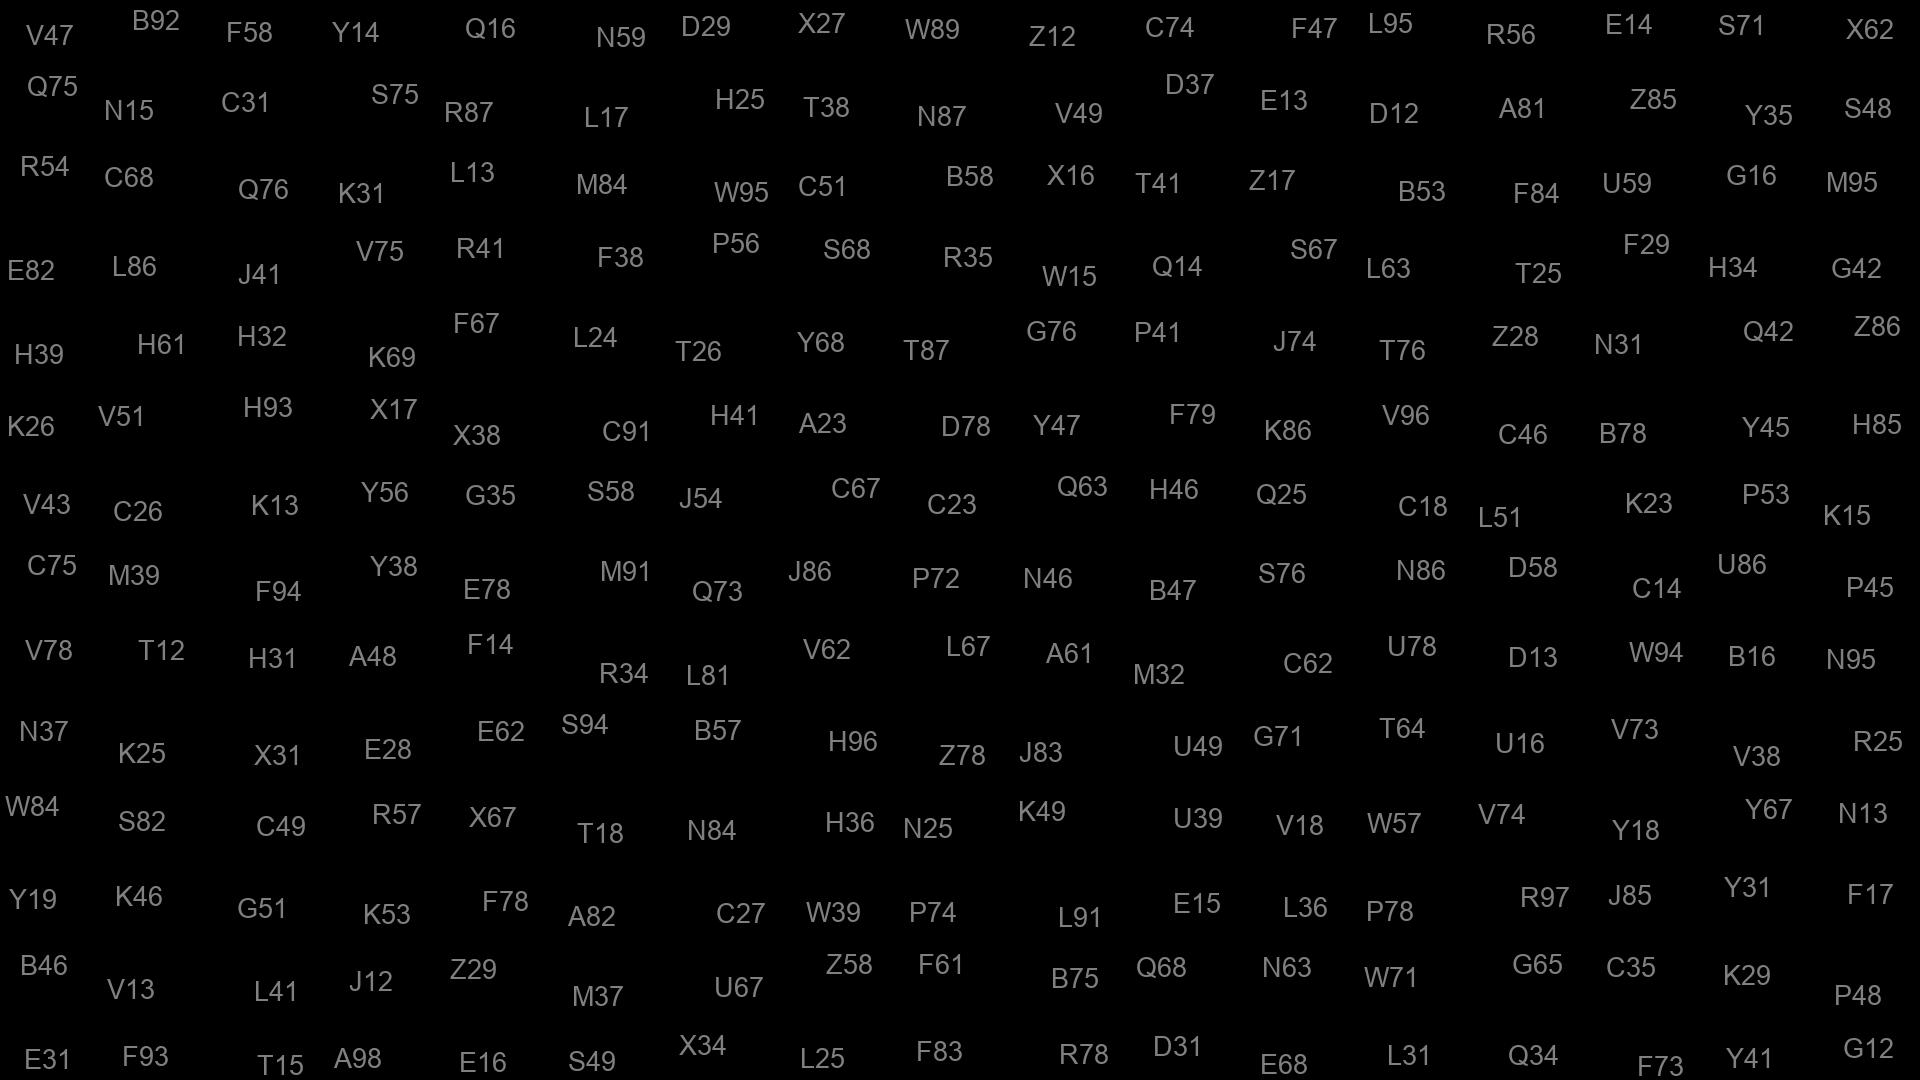 V47 B92 F58 Y14 Q16 N59 D29 X27 W89 Z12 C74 F47 L95 R56 E14 S71 X62
Q75 N15 C31 S75 R87 L17 H25 T38 N87 V49 D37 E13 D12 A81 Z85 Y35 S48
R54 C68 Q76 K31 L13 M84 W95 C51 B58 X16 T41 Z17 B53 F84 U59 G16 M95
E82 L86 J41 V75 R41 F38 P56 S68 R35 W15 Q14 S67 L63 T25 F29 H34 G42
H39 H61 H32 K69 F67 L24 T26 Y68 T87 G76 P41 J74 T76 Z28 N31 Q42 Z86
K26 V51 H93 X17 X38 C91 H41 A23 D78 Y47 F79 K86 V96 C46 B78 Y45 H85
V43 C26 K13 Y56 G35 S58 J54 C67 C23 Q63 H46 Q25 C18 L51 K23 P53 K15
C75 M39 F94 Y38 E78 M91 Q73 J86 P72 N46 B47 S76 N86 D58 C14 U86 P45
V78 T12 H31 A48 F14 R34 L81 V62 L67 A61 M32 C62 U78 D13 W94 B16 N95
N37 K25 X31 E28 E62 S94 B57 H96 Z78 J83 U49 G71 T64 U16 V73 V38 R25
W84 S82 C49 R57 X67 T18 N84 H36 N25 K49 U39 V18 W57 V74 Y18 Y67 N13
Y19 K46 G51 K53 F78 A82 C27 W39 P74 L91 E15 L36 P78 R97 J85 Y31 F17
B46 V13 L41 J12 Z29 M37 U67 Z58 F61 B75 Q68 N63 W71 G65 C35 K29 P48
E31 F93 T15 A98 E16 S49 X34 L25 F83 R78 D31 E68 L31 Q34 F73 Y41 G12